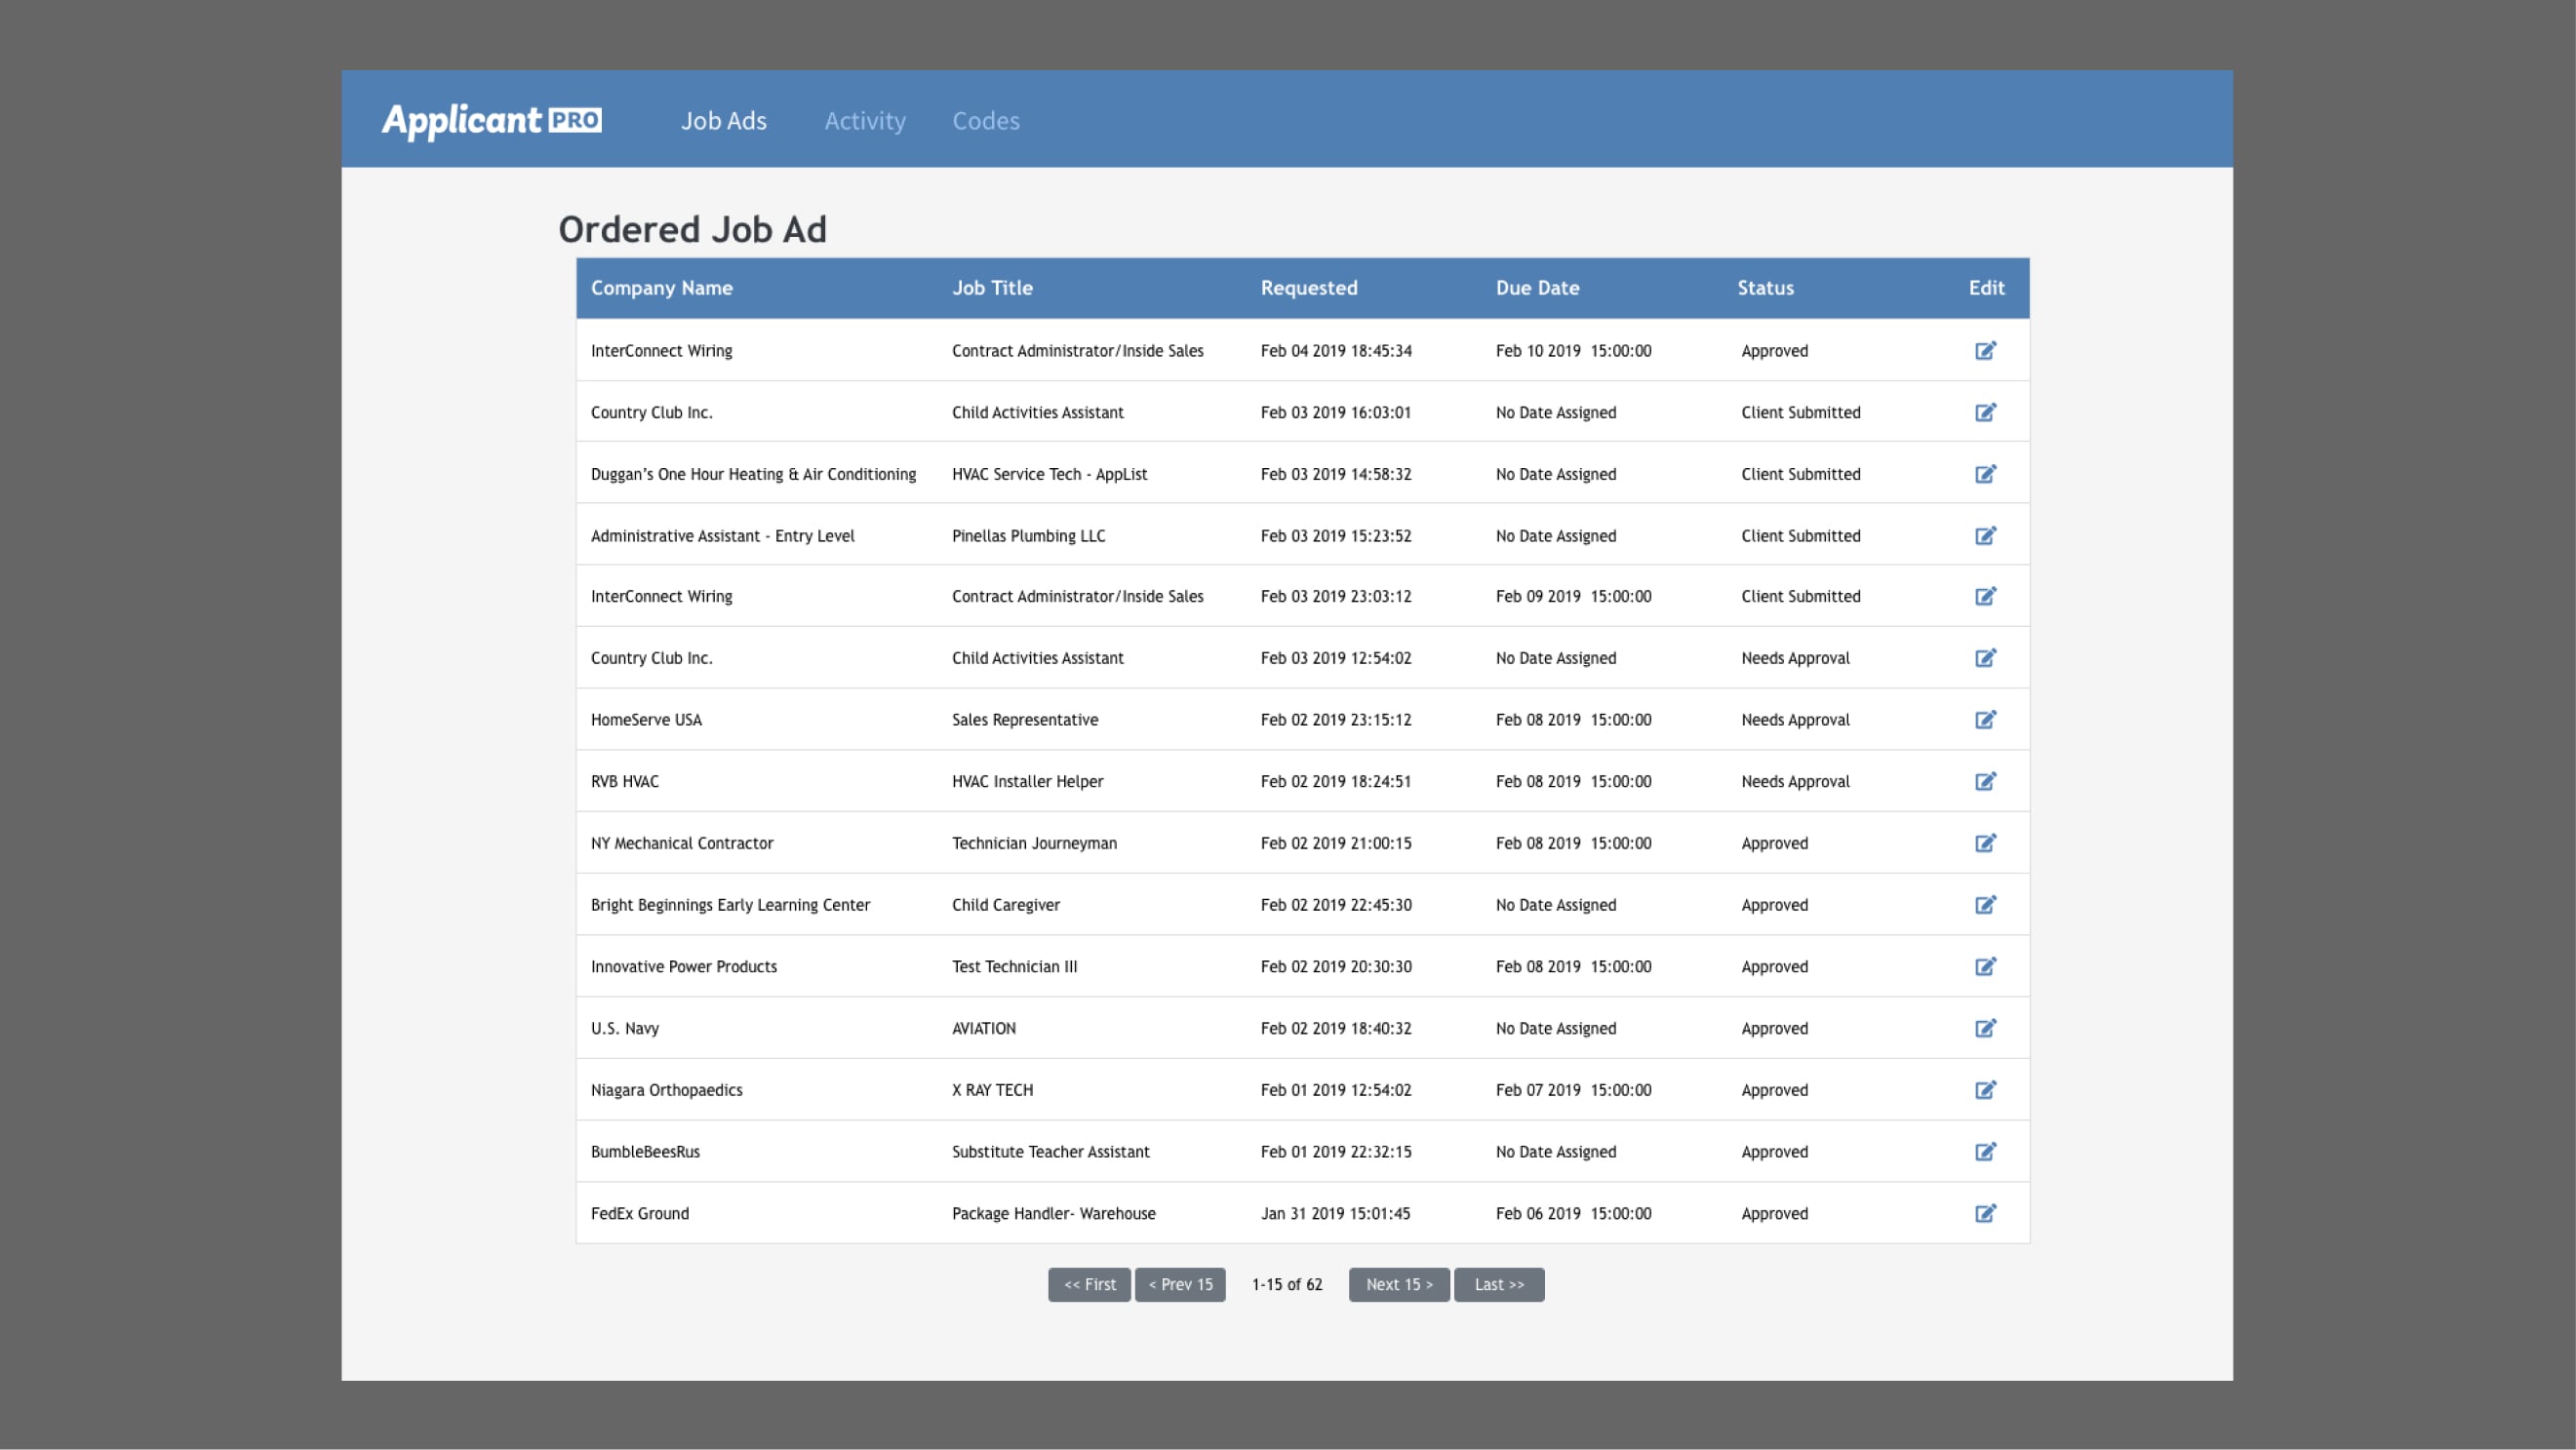 Applicant PRO Job Ads Activity Codes
Ordered Job Ad
Company Name Job Title Requested Due Date Status Edit
InterConnect Wiring Contract Administrator/Inside Sales Feb 04 2019 18:45:34 Feb 10 2019 15:00:00 Approved
Country Club Inc. Child Activities Assistant Feb 03 2019 16:03:01 No Date Assigned Client Submitted
Duggan’s One Hour Heating & Air Conditioning HVAC Service Tech - AppList Feb 03 2019 14:58:32 No Date Assigned Client Submitted
Administrative Assistant - Entry Level Pinellas Plumbing LLC Feb 03 2019 15:23:52 No Date Assigned Client Submitted
InterConnect Wiring Contract Administrator/Inside Sales Feb 03 2019 23:03:12 Feb 09 2019 15:00:00 Client Submitted
Country Club Inc. Child Activities Assistant Feb 03 2019 12:54:02 No Date Assigned Needs Approval
HomeServe USA Sales Representative Feb 02 2019 23:15:12 Feb 08 2019 15:00:00 Needs Approval
RVB HVAC HVAC Installer Helper Feb 02 2019 18:24:51 Feb 08 2019 15:00:00 Needs Approval
NY Mechanical Contractor Technician Journeyman Feb 02 2019 21:00:15 Feb 08 2019 15:00:00 Approved
Bright Beginnings Early Learning Center Child Caregiver Feb 02 2019 22:45:30 No Date Assigned Approved
Innovative Power Products Test Technician III Feb 02 2019 20:30:30 Feb 08 2019 15:00:00 Approved
U.S. Navy AVIATION Feb 02 2019 18:40:32 No Date Assigned Approved
Niagara Orthopaedics X RAY TECH Feb 01 2019 12:54:02 Feb 07 2019 15:00:00 Approved
BumbleBeesRus Substitute Teacher Assistant Feb 01 2019 22:32:15 No Date Assigned Approved
FedEx Ground Package Handler- Warehouse Jan 31 2019 15:01:45 Feb 06 2019 15:00:00 Approved
<< First < Prev 15 1-15 of 62 Next 15 > Last >>